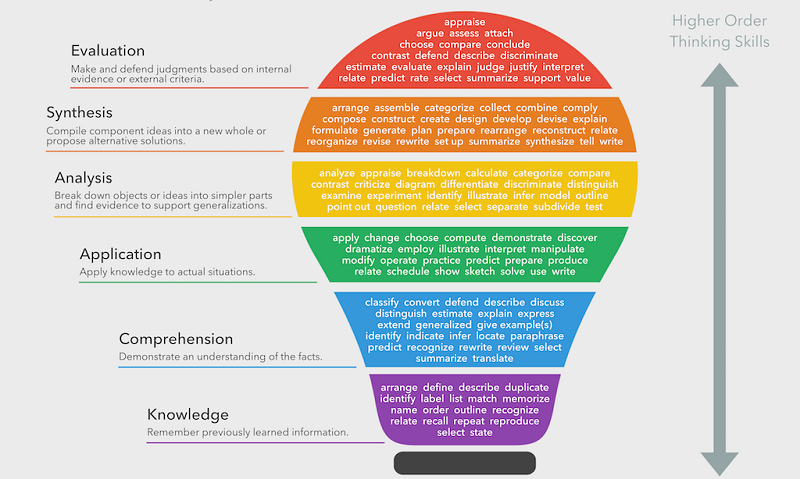 Higher Order
Thinking Skills
Evaluation
Make and defend judgments based on internal
evidence or external criteria.
appraise
argue assess attach
choose compare conclude
contrast defend describe discriminate
estimate evaluate explain judge justify interpret
relate predict rate select summarize support value
Synthesis
Compile component ideas into a new whole or
propose alternative solutions.
arrange assemble categorize collect combine comply
compose construct create design develop devise explain
formulate generate plan prepare rearrange reconstruct relate
reorganize revise rewrite set up summarize synthesize tell write
Analysis
Break down objects or ideas into simpler parts
and find evidence to support generalizations.
analyze appraise breakdown calculate categorize compare
contrast criticize diagram differentiate discriminate distinguish
examine experiment identify illustrate infer model outline
point out question relate select separate subdivide test
Application
Apply knowledge to actual situations.
apply change choose compute demonstrate discover
dramatize employ illustrate interpret manipulate
modify operate practice predict prepare produce
relate schedule show sketch solve use write
Comprehension
Demonstrate an understanding of the facts.
classify convert defend describe discuss
distinguish estimate explain express
extend generalized give example(s)
identify indicate infer locate paraphrase
predict recognize rewrite review select
summarize translate
Knowledge
Remember previously learned information.
arrange define describe duplicate
identify label list match memorize
name order outline recognize
relate recall repeat reproduce
select state